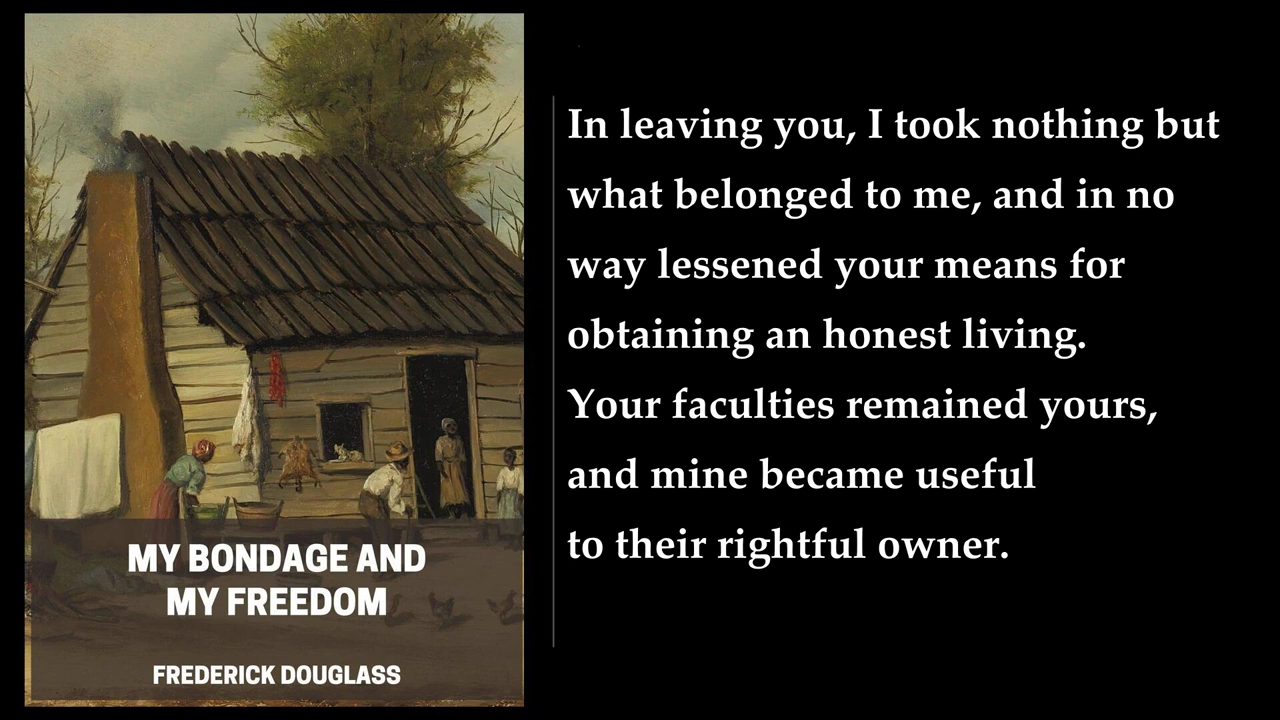 MY BONDAGE AND
MY FREEDOM
FREDERICK DOUGLASS
In leaving you, I took nothing but
what belonged to me, and in no
way lessened your means for
obtaining an honest living.
Your faculties remained yours,
and mine became useful
to their rightful owner.